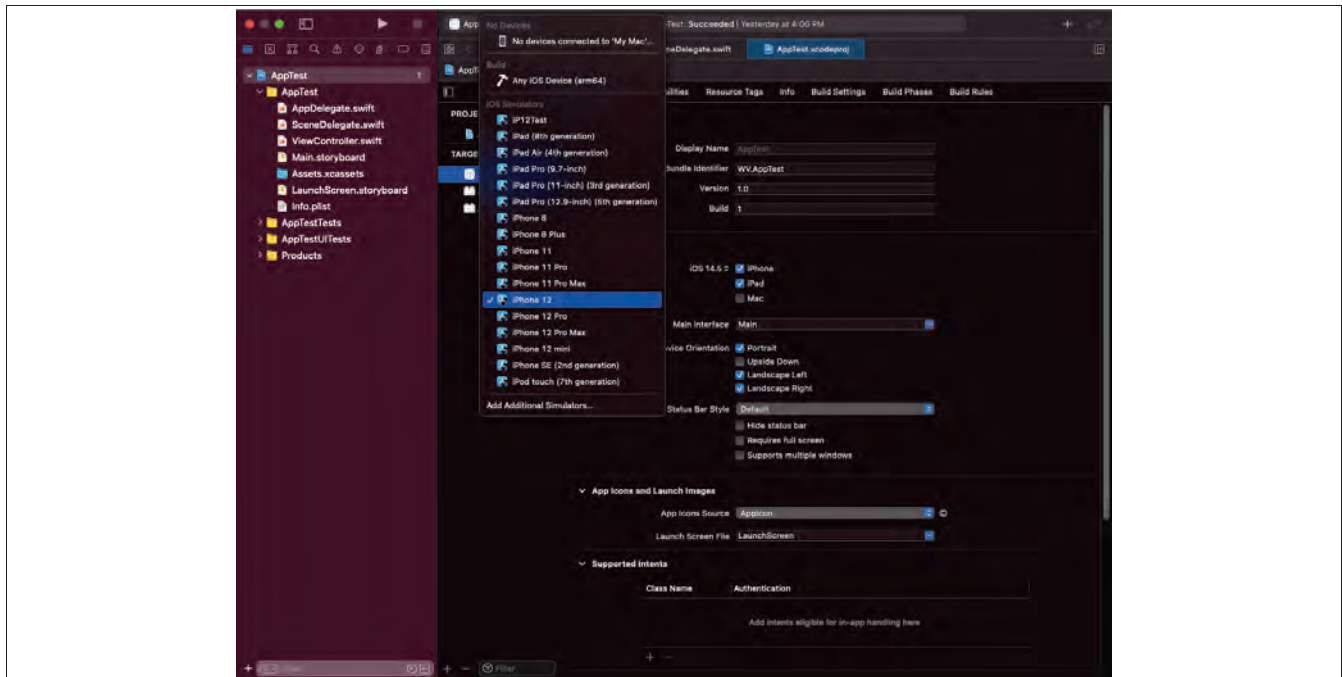 App
-Test: Succeeded | Yesterday at 4:06 PM
neDelegate.swift
AppTest.xcodeproj
AppTest
AppTest
AppDelegate.swift
SceneDelegate.swift
ViewController.swift
Main.storyboard
Assets.xcassets
LaunchScreen.storyboard
Info.plist
AppTestTests
AppTestUITests
Products
AppT
PROJE
TARGE
No Devices
No devices connected to 'My Mac'...
Build
Any iOS Device (arm64)
iOS Simulators
iP12Test
iPad (8th generation)
iPad Air (4th generation)
iPad Pro (9.7-inch)
iPad Pro (11-inch) (3rd generation)
iPad Pro (12.9-inch) (5th generation)
iPhone 8
iPhone 8 Plus
iPhone 11
iPhone 11 Pro
iPhone 11 Pro Max
iPhone 12
iPhone 12 Pro
iPhone 12 Pro Max
iPhone 12 mini
iPhone SE (2nd generation)
iPod touch (7th generation)
Add Additional Simulators...
ilities Resource Tags Info Build Settings Build Phases Build Rules
Display Name AppTest
Bundle Identifier WV.AppTest
Version 1.0
Build 1
iOS 14.5 iPhone
iPad
Mac
Main Interface Main
vice Orientation Portrait
Upside Down
Landscape Left
Landscape Right
Status Bar Style Default
Hide status bar
Requires full screen
Supports multiple windows
App Icons and Launch Images
App Icons Source AppIcon
Launch Screen File LaunchScreen
Supported Intents
Class Name Authentication
Add intents eligible for in-app handling here
Filter